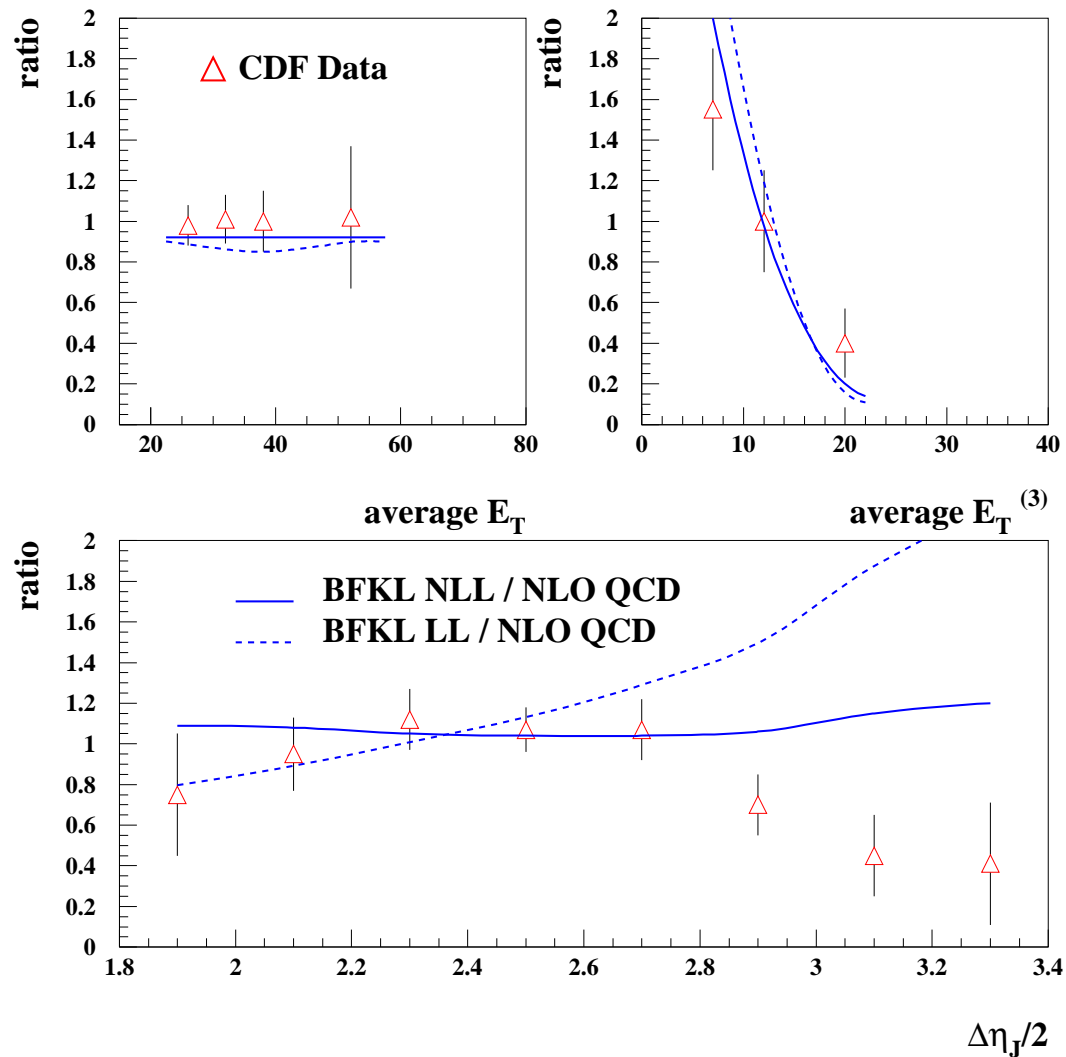 ratio
2
1.8
1.6
1.4
1.2
1
0.8
0.6
0.4
0.2
0
CDF Data
20 40 60 80
average E_T
ratio
2
1.8
1.6
1.4
1.2
1
0.8
0.6
0.4
0.2
0
0 10 20 30 40
average E_T ^(3)
ratio
2
1.8
1.6
1.4
1.2
1
0.8
0.6
0.4
0.2
0
BFKL NLL / NLO QCD
BFKL LL / NLO QCD
1.8 2 2.2 2.4 2.6 2.8 3 3.2 3.4
Δη_J/2